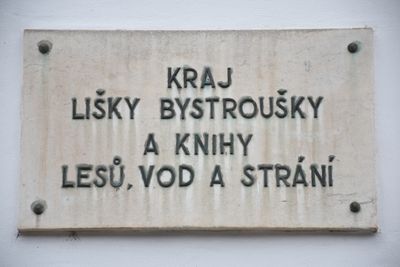 KRAJ
LIŠKY BYSTROUŠKY
A KNIHY
LESŮ, VOD A STRÁNÍ